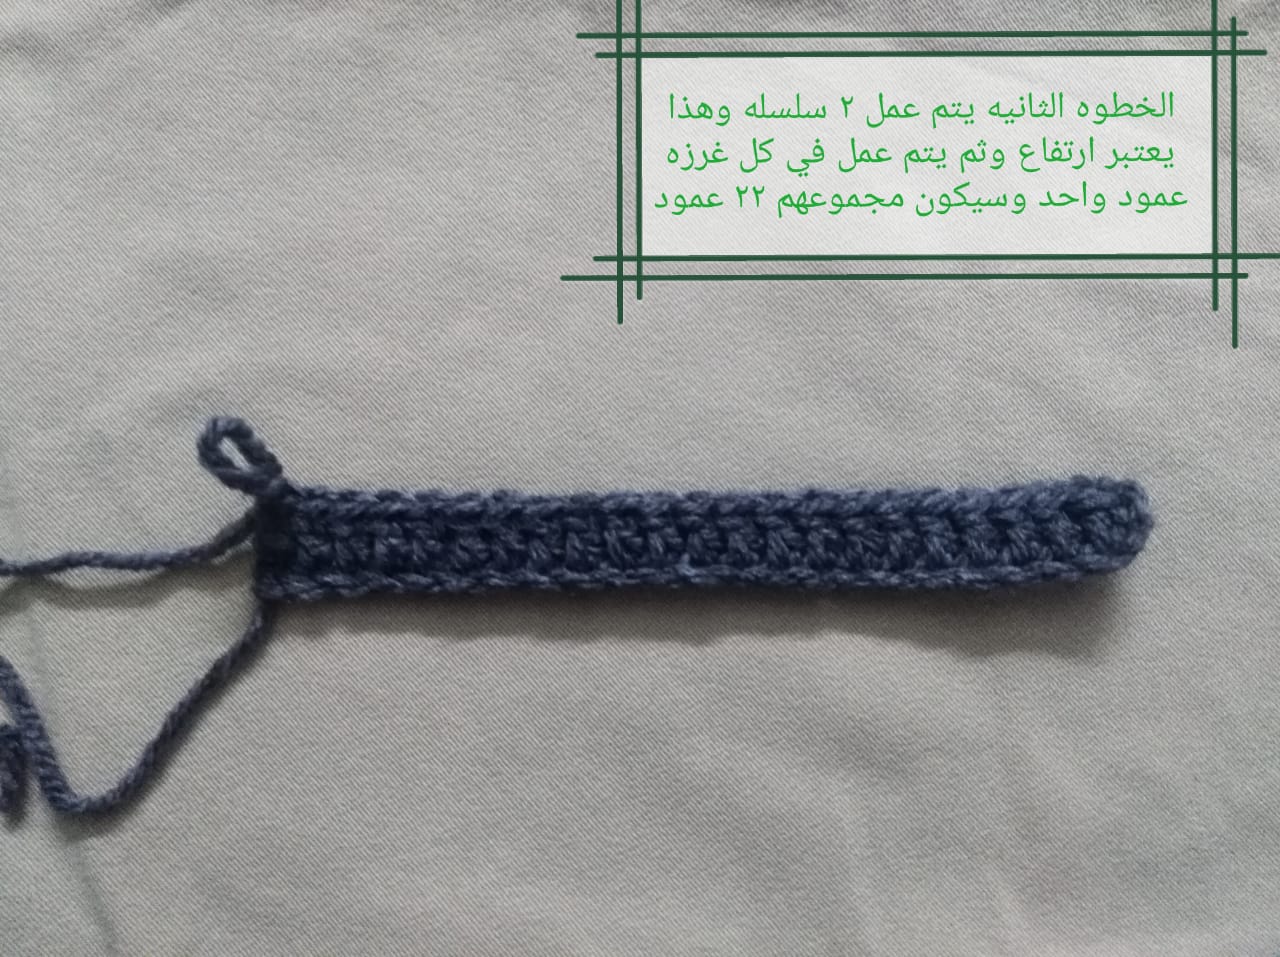 الخطوه الثانيه يتم عمل ٢ سلسله وهذا
يعتبر ارتفاع وثم يتم عمل في كل غرزه
عمود واحد وسيكون مجموعهم ٢٢ عمود